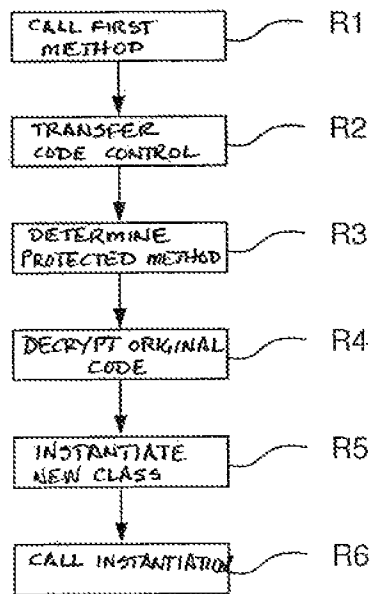 CALL FIRST
METHOD
R1
TRANSFER
CODE CONTROL
R2
DETERMINE
PROTECTED METHOD
R3
DECRYPT ORIGINAL
CODE
R4
INSTANTIATE
NEW CLASS
R5
CALL INSTANTIATION
R6